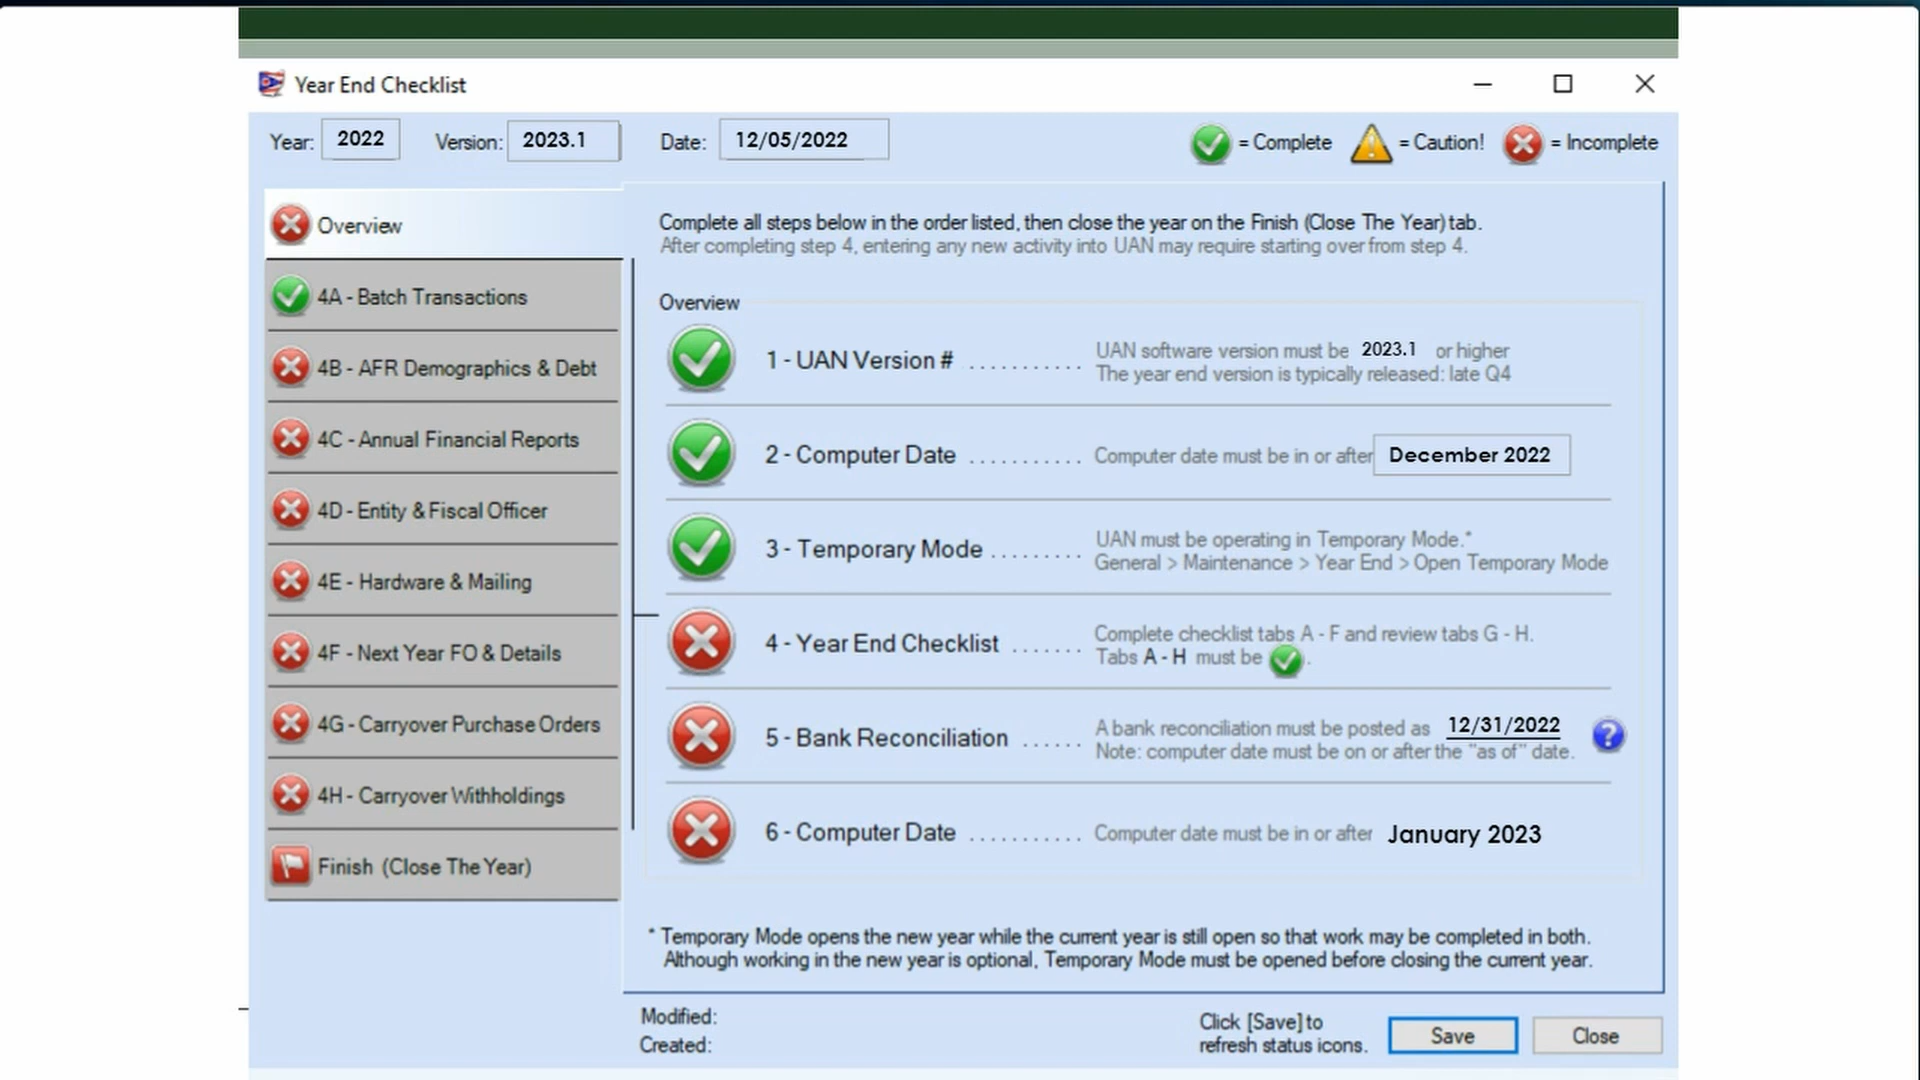 Year End Checklist
Year: 2022 Version: 2023.1 Date: 12/05/2022 = Complete = Caution! = Incomplete
Overview
4A - Batch Transactions
4B - AFR Demographics & Debt
4C - Annual Financial Reports
4D - Entity & Fiscal Officer
4E - Hardware & Mailing
4F - Next Year FO & Details
4G - Carryover Purchase Orders
4H - Carryover Withholdings
Finish (Close The Year)
Complete all steps below in the order listed, then close the year on the Finish (Close The Year) tab.
After completing step 4, entering any new activity into UAN may require starting over from step 4.
Overview
1 - UAN Version # ........... UAN software version must be 2023.1 or higher
The year end version is typically released: late Q4
2 - Computer Date ........... Computer date must be in or after December 2022
3 - Temporary Mode ......... UAN must be operating in Temporary Mode.*
General > Maintenance > Year End > Open Temporary Mode
4 - Year End Checklist ....... Complete checklist tabs A - F and review tabs G - H.
Tabs A - H must be .
5 - Bank Reconciliation ...... A bank reconciliation must be posted as 12/31/2022
Note: computer date must be on or after the "as of" date.
6 - Computer Date ........... Computer date must be in or after January 2023
* Temporary Mode opens the new year while the current year is still open so that work may be completed in both.
Although working in the new year is optional, Temporary Mode must be opened before closing the current year.
Modified:
Created:
Click [Save] to
refresh status icons.
Save Close